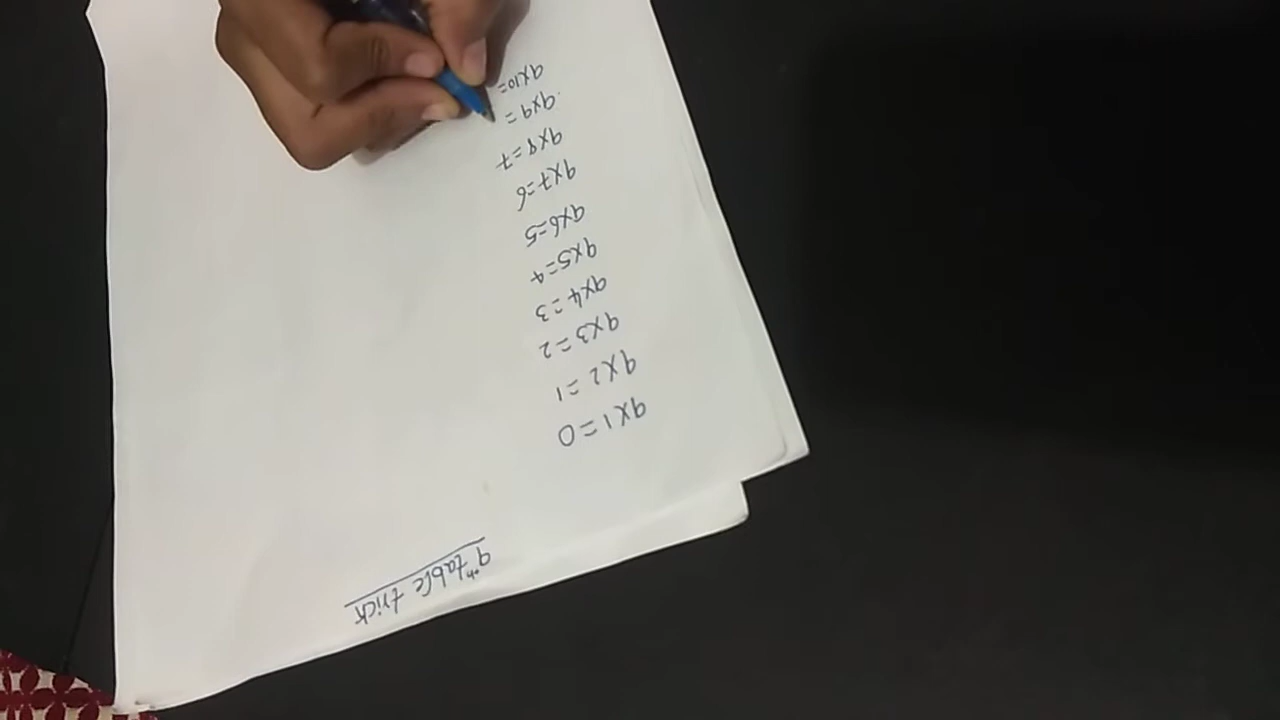 9th table trick
9x1=0
9x2=1
9x3=2
9x4=3
9x5=4
9x6=5
9x7=6
9x8=7
9x9=
9x10=